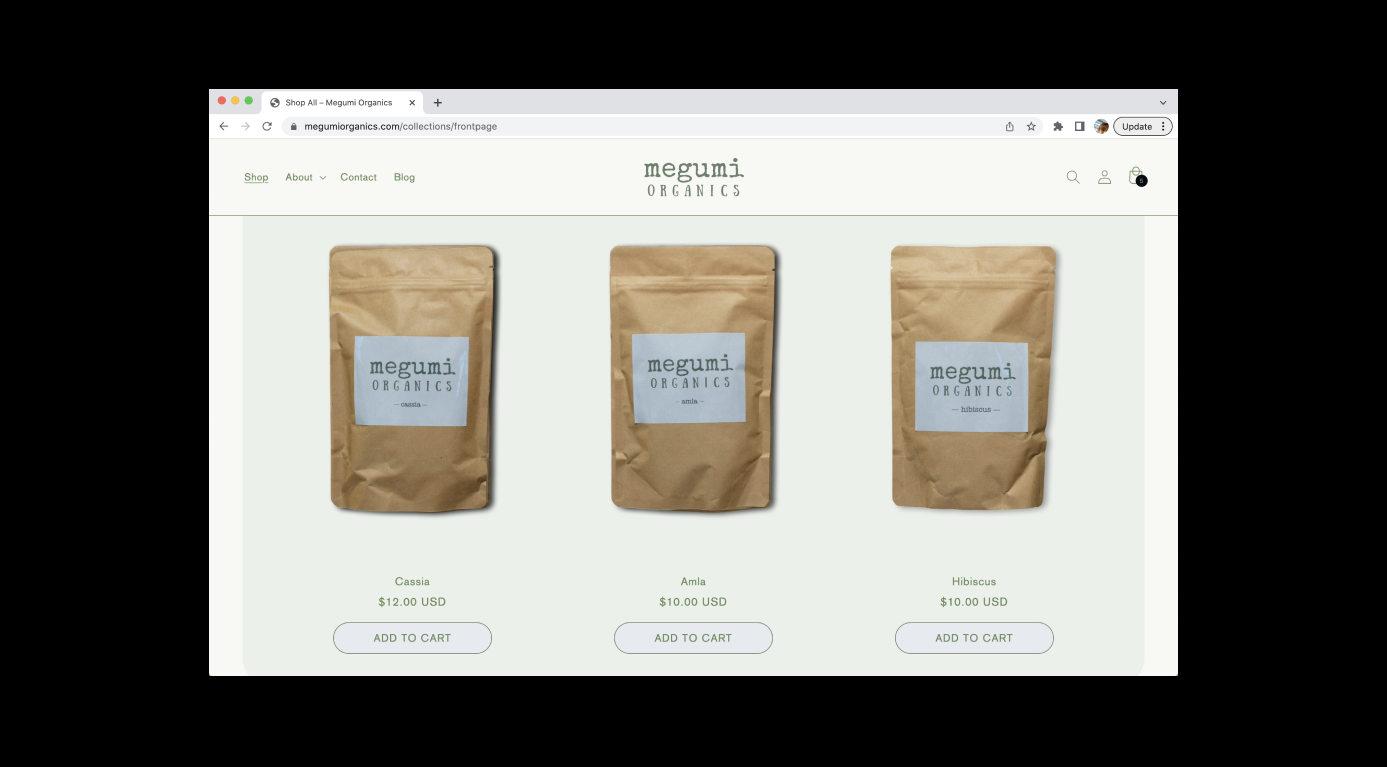 Shop All – Megumi Organics
megumiorganics.com/collections/frontpage
Update
Shop About Contact Blog
megumi
ORGANICS
megumi
ORGANICS
— cassia —
megumi
ORGANICS
- amla -
megumi
ORGANICS
— hibiscus —
Cassia
$12.00 USD
ADD TO CART
Amla
$10.00 USD
ADD TO CART
Hibiscus
$10.00 USD
ADD TO CART